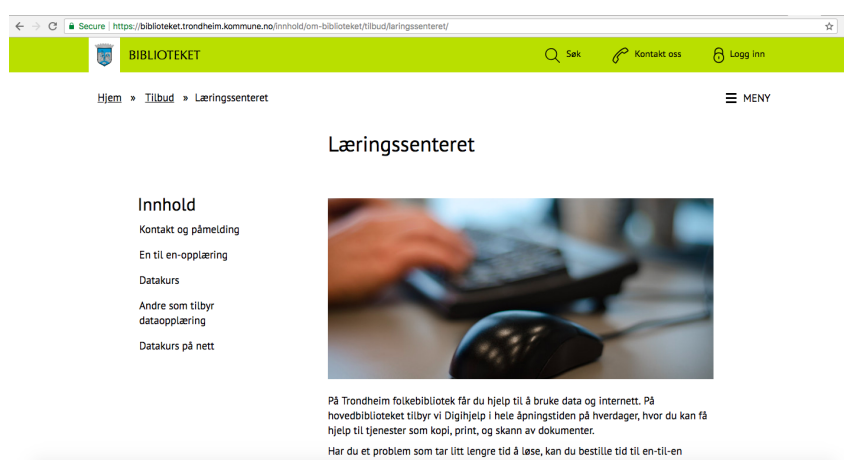 Secure | https://biblioteket.trondheim.kommune.no/innhold/om-biblioteket/tilbud/laringssenteret/
BIBLIOTEKET
Søk
Kontakt oss
Logg inn
Hjem » Tilbud » Læringssenteret
MENY
Læringssenteret
Innhold
Kontakt og påmelding
En til en-opplæring
Datakurs
Andre som tilbyr
dataopplæring
Datakurs på nett
På Trondheim folkebibliotek får du hjelp til å bruke data og internett. På
hovedbiblioteket tilbyr vi Digihjelp i hele åpningstiden på hverdager, hvor du kan få
hjelp til tjenester som kopi, print, og skann av dokumenter.
Har du et problem som tar litt lengre tid å løse, kan du bestille tid til en-til-en